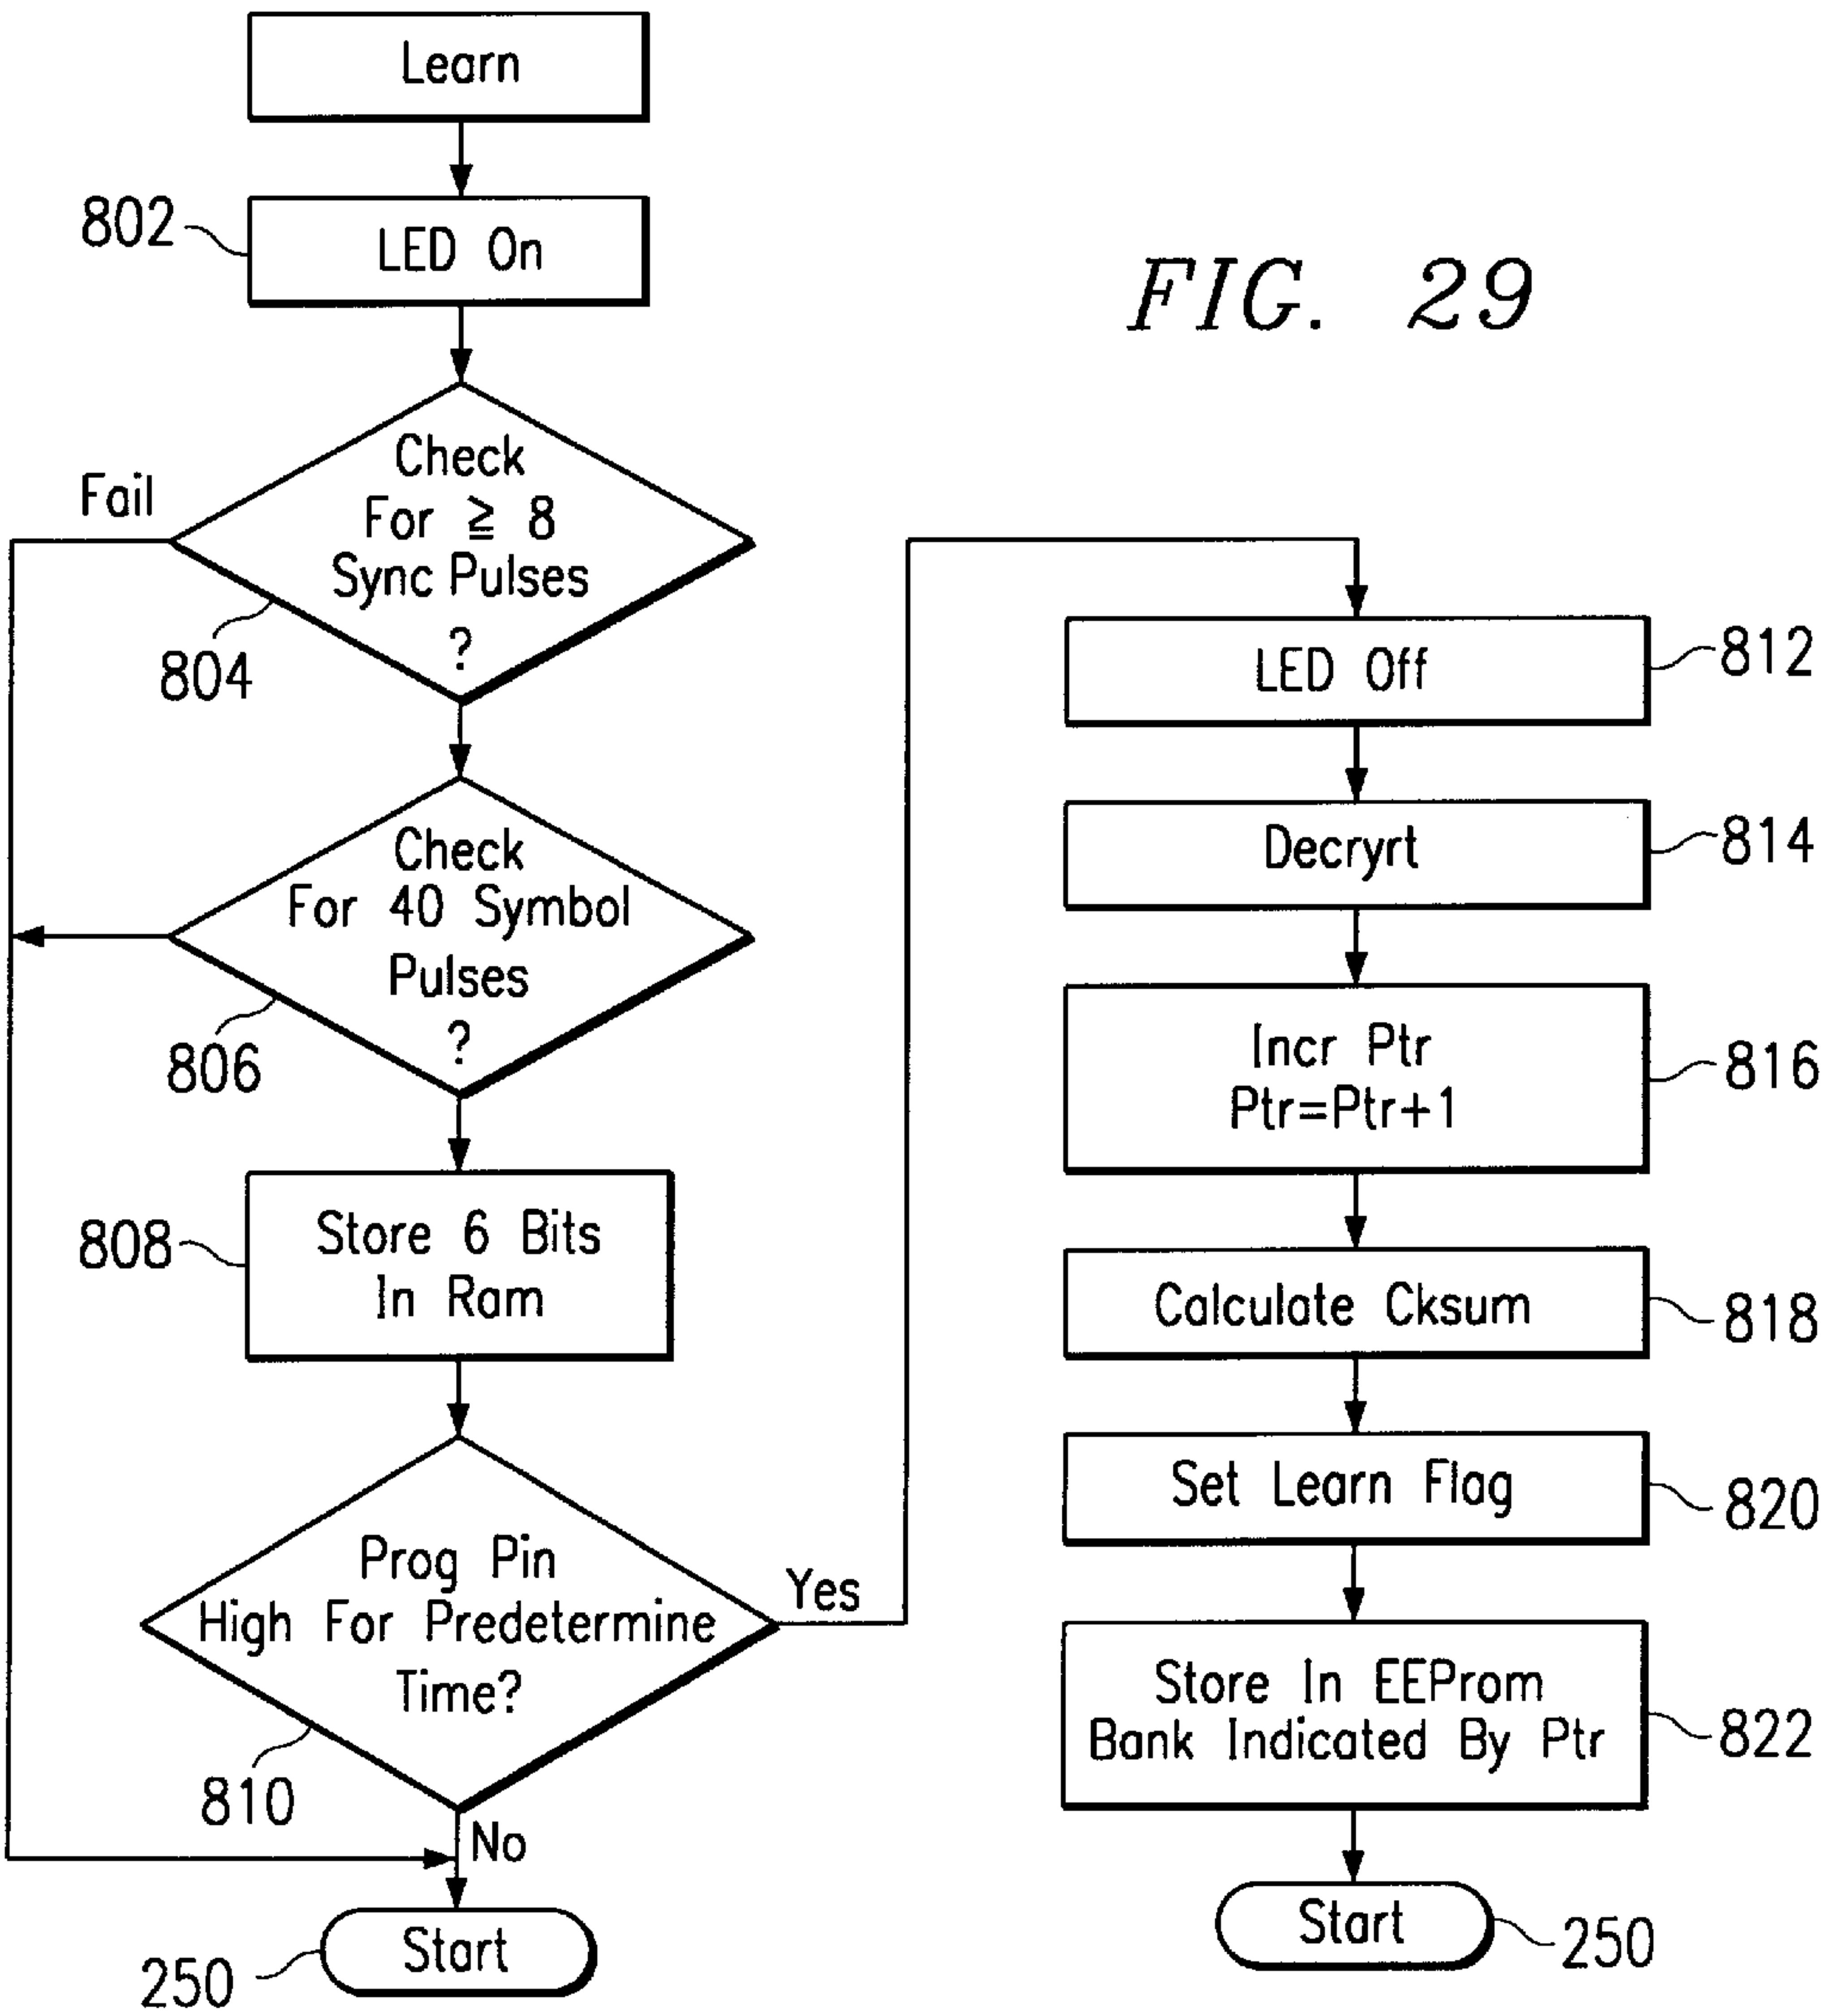 Learn
802
LED On
FIG. 29
Check
For ≧ 8
Sync Pulses
?
Fail
804
Check
For 40 Symbol
Pulses
?
806
808
Store 6 Bits
In Ram
Prog Pin
High For Predetermine
Time?
Yes
810
No
Start
250
LED Off
812
Decryrt
814
Incr Ptr
Ptr=Ptr+1
816
Calculate Cksum
818
Set Learn Flag
820
Store In EEProm
Bank Indicated By Ptr
822
Start
250